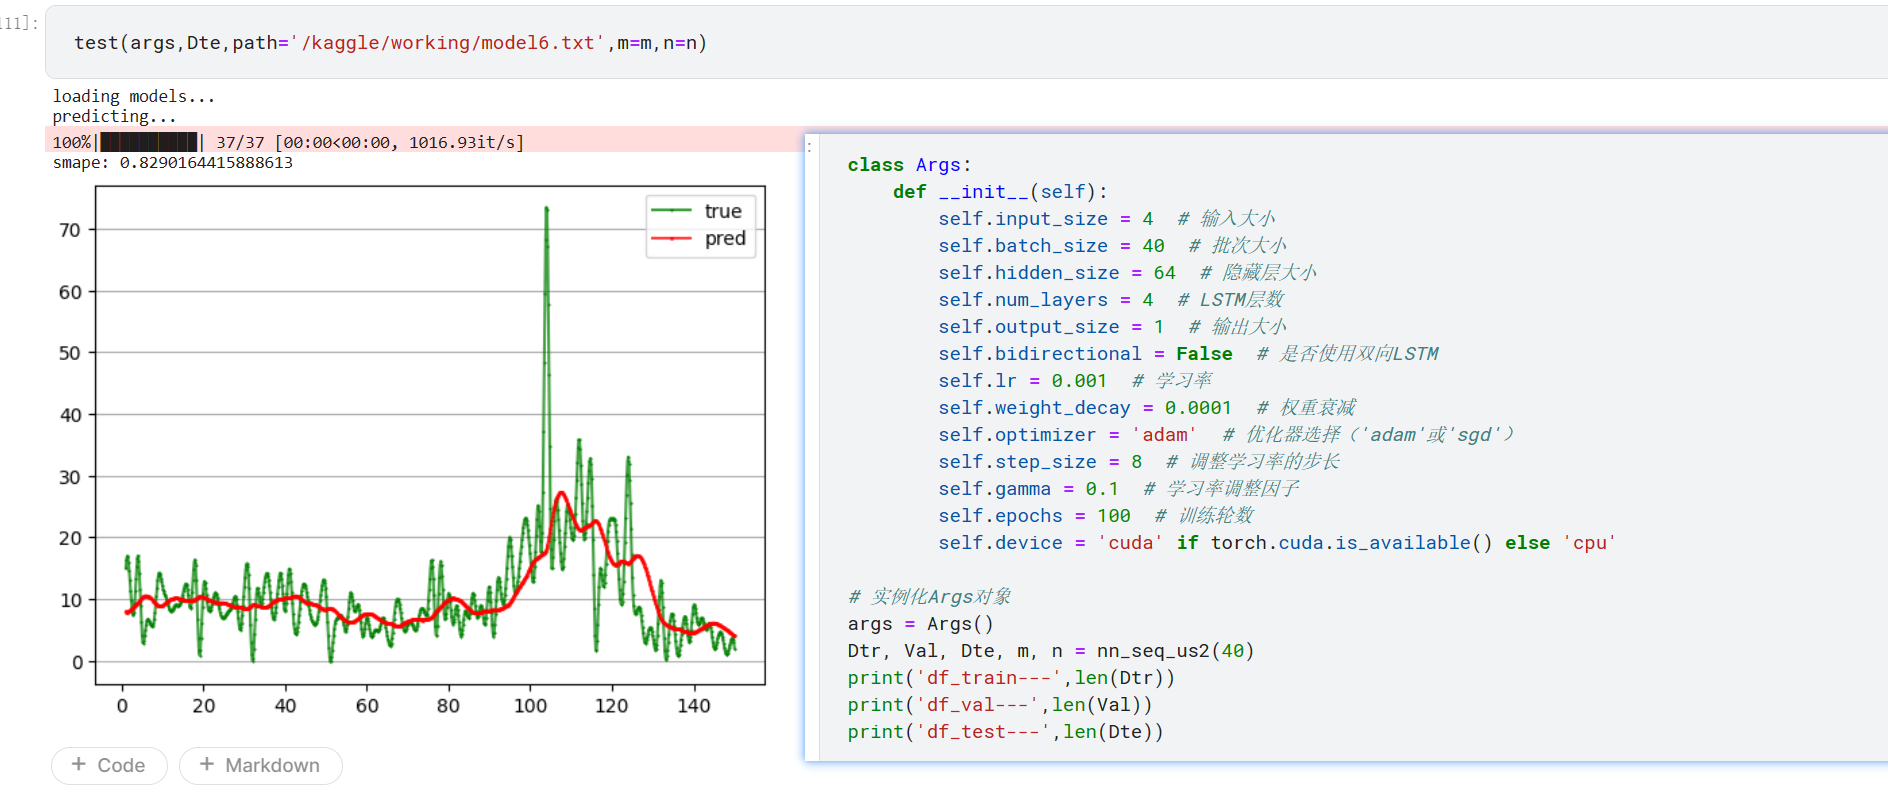 111]:
test(args,Dte,path='/kaggle/working/model6.txt',m=m,n=n)
loading models...
predicting...
100%|██████████| 37/37 [00:00<00:00, 1016.93it/s]
smape: 0.8290164415888613
true
pred
70
60
50
40
30
20
10
0
0 20 40 60 80 100 120 140
+ Code
+ Markdown
:
class Args:
    def __init__(self):
        self.input_size = 4  # 输入大小
        self.batch_size = 40  # 批次大小
        self.hidden_size = 64  # 隐藏层大小
        self.num_layers = 4  # LSTM层数
        self.output_size = 1  # 输出大小
        self.bidirectional = False  # 是否使用双向LSTM
        self.lr = 0.001  # 学习率
        self.weight_decay = 0.0001  # 权重衰减
        self.optimizer = 'adam'  # 优化器选择（'adam'或'sgd'）
        self.step_size = 8  # 调整学习率的步长
        self.gamma = 0.1  # 学习率调整因子
        self.epochs = 100  # 训练轮数
        self.device = 'cuda' if torch.cuda.is_available() else 'cpu'
# 实例化Args对象
args = Args()
Dtr, Val, Dte, m, n = nn_seq_us2(40)
print('df_train---',len(Dtr))
print('df_val---',len(Val))
print('df_test---',len(Dte))